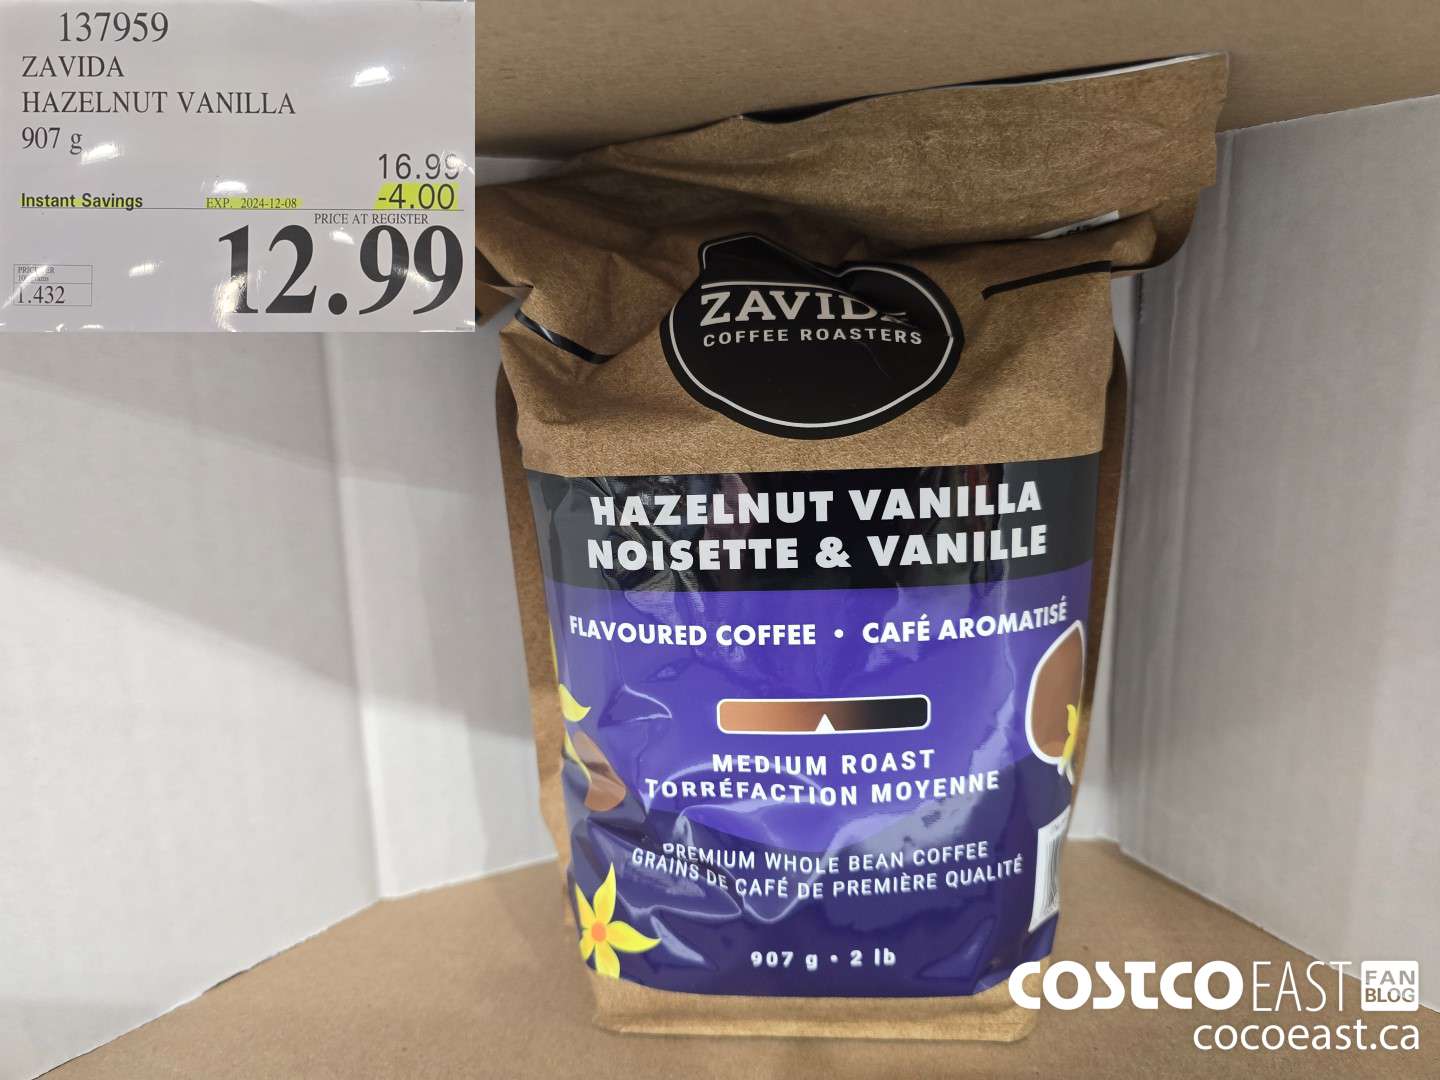 137959
ZAVIDA
HAZELNUT VANILLA
907 g
16.99
Instant Savings EXP. 2024-12-08 -4.00
PRICE AT REGISTER
12.99
1.432
COFFEE ROASTERS
HAZELNUT VANILLA
NOISETTE & VANILLE
FLAVOURED COFFEE • CAFÉ AROMATISÉ
MEDIUM ROAST
TORRÉFACTION MOYENNE
PREMIUM WHOLE BEAN COFFEE
GRAINS DE CAFÉ DE PREMIÈRE QUALITÉ
907 g • 2 lb
COSTCO EAST FAN BLOG
cocoeast.ca